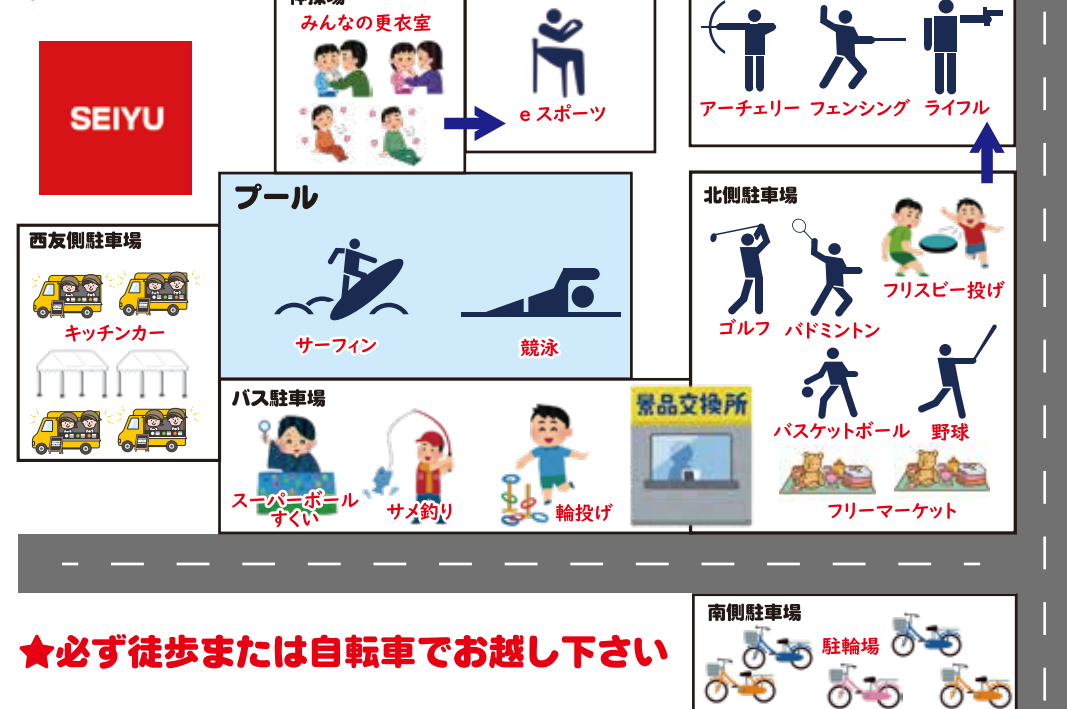 みんなの更衣室
eスポーツ
アーチェリー
フェンシング
ライフル
SEIYU
プール
サーフィン
競泳
北側駐車場
フリスビー投げ
ゴルフ
バドミントン
バスケットボール
野球
フリーマーケット
西友側駐車場
キッチンカー
バス駐車場
スーパーボール
すくい
サメ釣り
輪投げ
景品交換所
★必ず徒歩または自転車でお越し下さい
南側駐車場
駐輪場